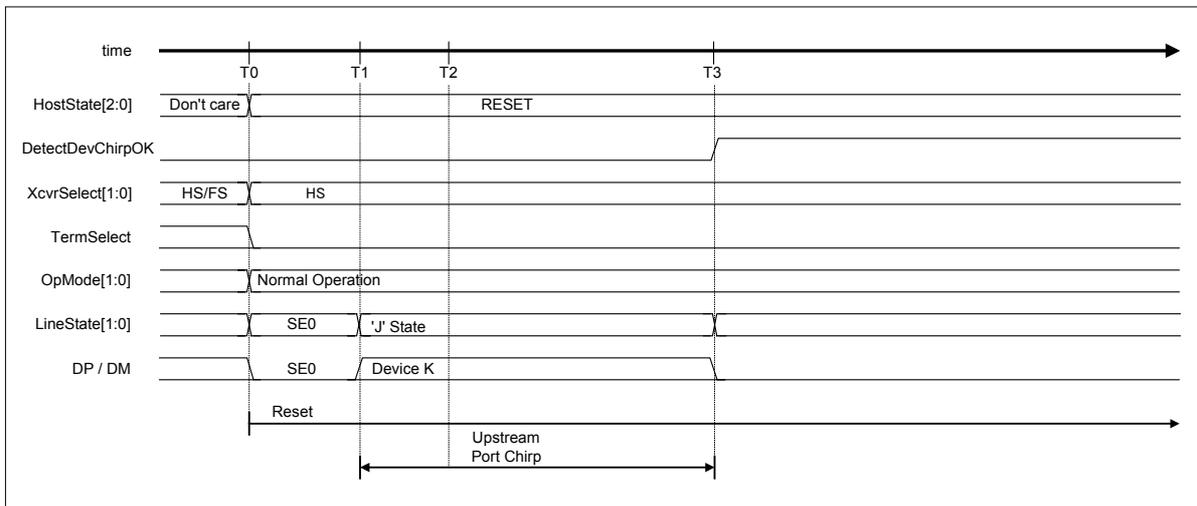 time
T0 T1 T2 T3
HostState[2:0] Don't care RESET
DetectDevChirpOK
XcvrSelect[1:0] HS/FS HS
TermSelect
OpMode[1:0] Normal Operation
LineState[1:0] SE0 'J' State
DP / DM SE0 Device K
Reset
Upstream
Port Chirp